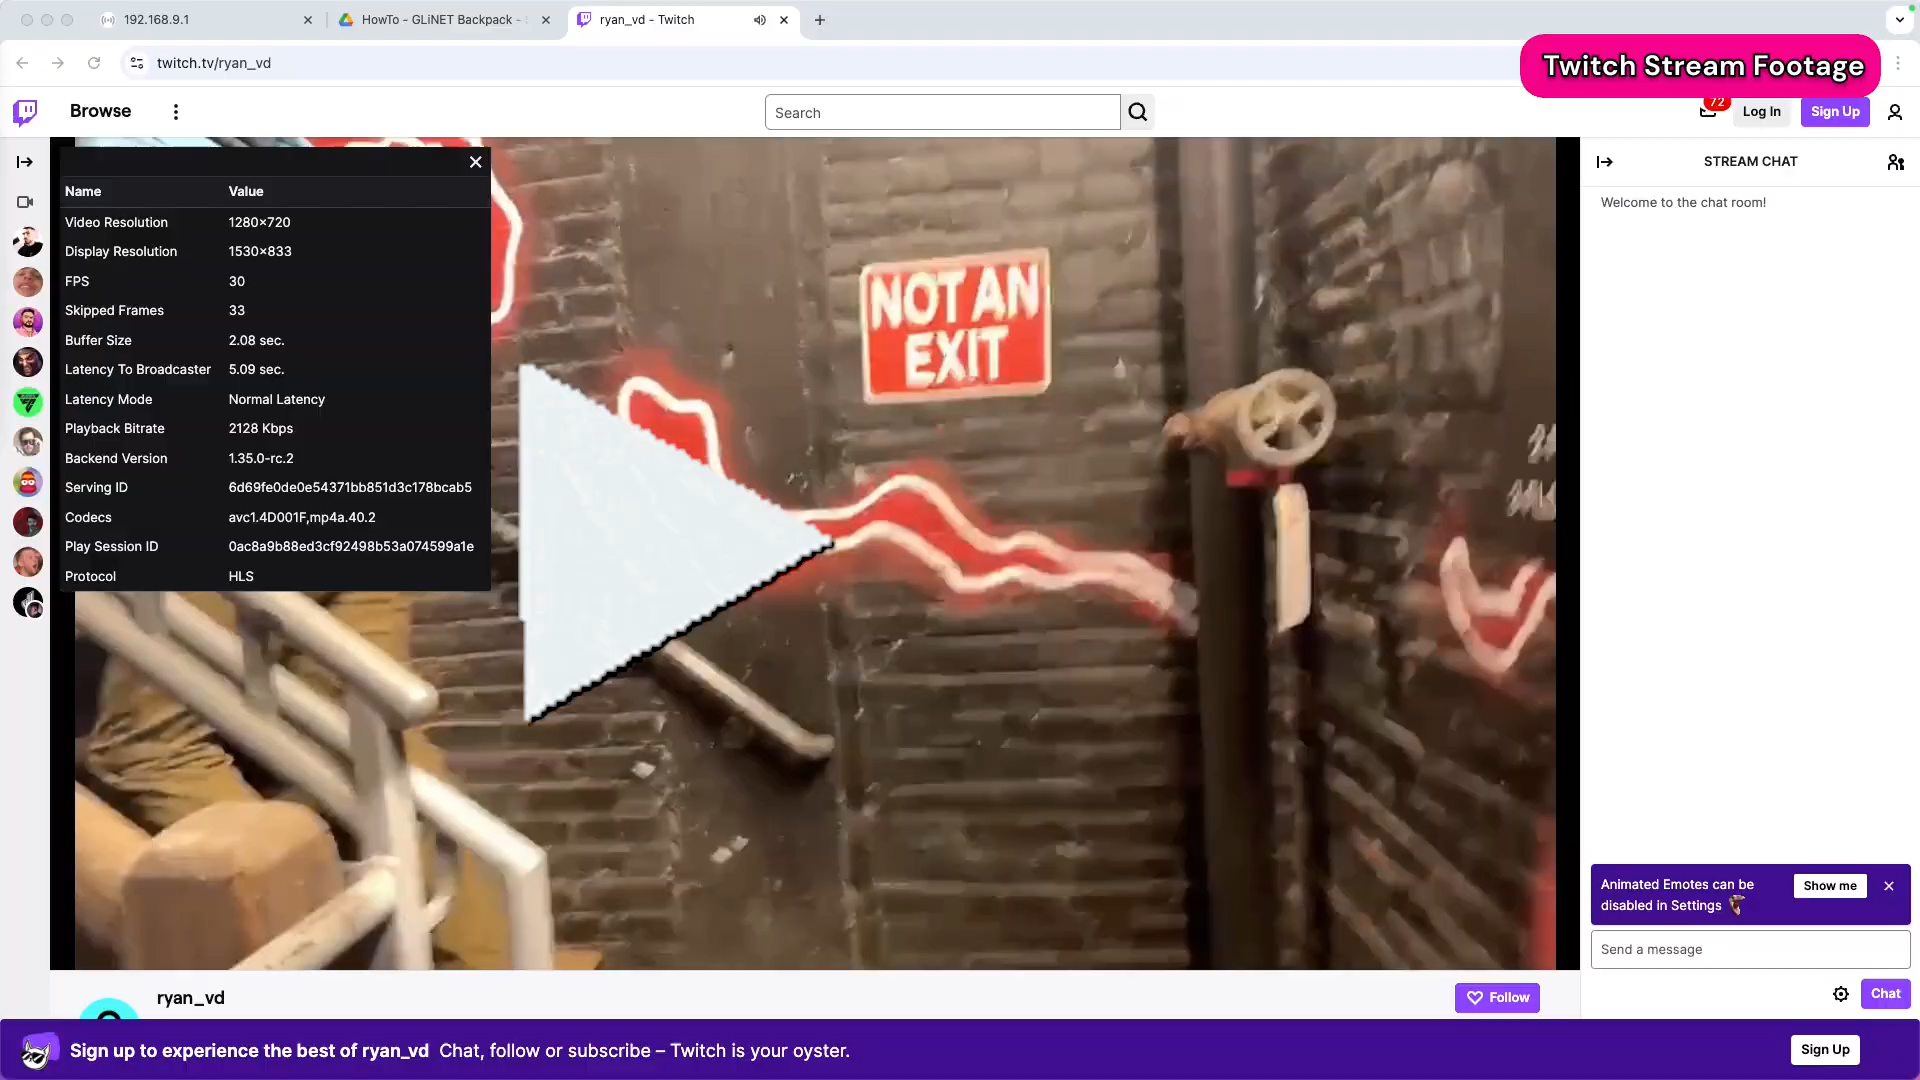 192.168.9.1
HowTo - GLiNET Backpack -
ryan_vd - Twitch
twitch.tv/ryan_vd
Twitch Stream Footage
Browse
Search
72
Log In
Sign Up
STREAM CHAT
Welcome to the chat room!
Name Value
Video Resolution 1280×720
Display Resolution 1530×833
FPS 30
Skipped Frames 33
Buffer Size 2.08 sec.
Latency To Broadcaster 5.09 sec.
Latency Mode Normal Latency
Playback Bitrate 2128 Kbps
Backend Version 1.35.0-rc.2
Serving ID 6d69fe0de0e54371bb851d3c178bcab5
Codecs avc1.4D001F,mp4a.40.2
Play Session ID 0ac8a9b88ed3cf92498b53a074599a1e
Protocol HLS
NOT AN
EXIT
Animated Emotes can be
disabled in Settings
Show me
Send a message
Chat
ryan_vd
Follow
Sign up to experience the best of ryan_vd Chat, follow or subscribe – Twitch is your oyster.
Sign Up